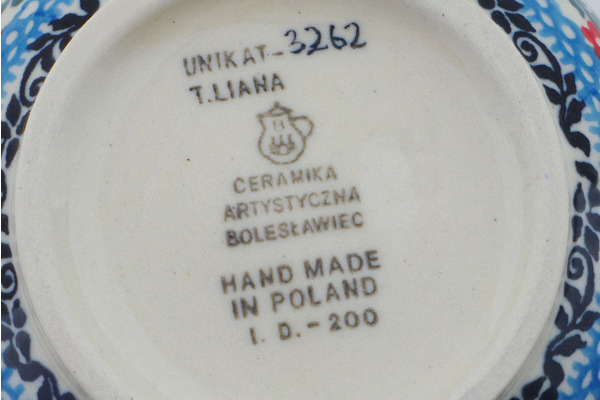 UNIKAT-3262
T.LIANA
CERAMIKA
ARTYSTYCZNA
BOLESŁAWIEC
HAND MADE
IN POLAND
I. D.-200